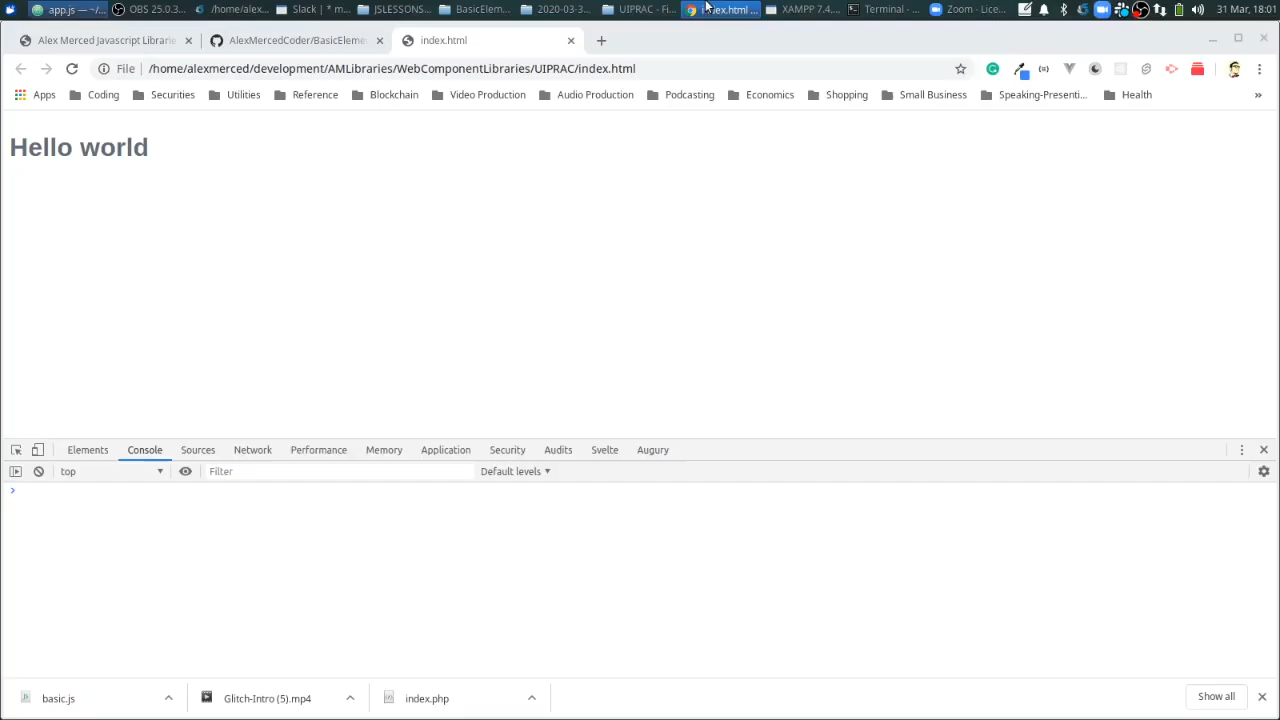 app.js — ~/... OBS 25.0.3... /home/alex... Slack | * m... JSLESSONS... BasicEleme... 2020-03-3... UIPRAC - Fi... index.html ... XAMPP 7.4.... Terminal - ... Zoom - Lice... 31 Mar, 18:01
Alex Merced Javascript Librarie AlexMercedCoder/BasicEleme index.html
File /home/alexmerced/development/AMLibraries/WebComponentLibraries/UIPRAC/index.html
Apps Coding Securities Utilities Reference Blockchain Video Production Audio Production Podcasting Economics Shopping Small Business Speaking-Presenti... Health »
Hello world
Elements Console Sources Network Performance Memory Application Security Audits Svelte Augury
top Filter Default levels
basic.js Glitch-Intro (5).mp4 index.php Show all